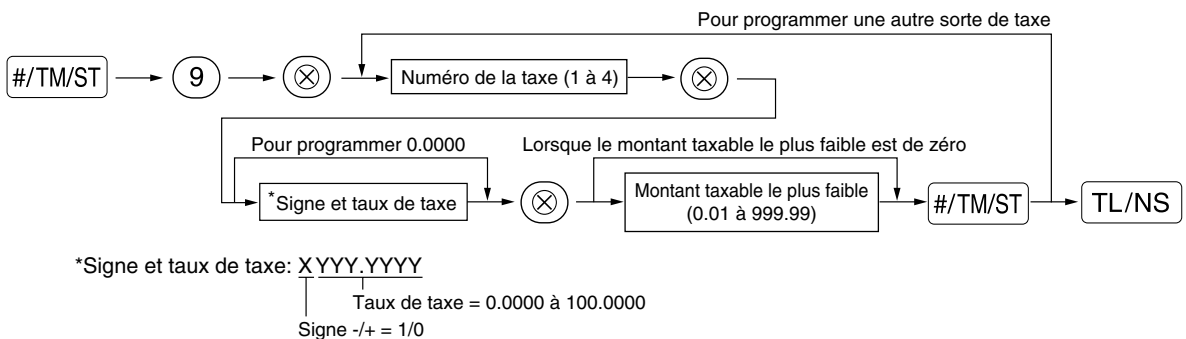 Pour programmer une autre sorte de taxe
#/TM/ST 9 ⊗ Numéro de la taxe (1 à 4) ⊗
Pour programmer 0.0000 Lorsque le montant taxable le plus faible est de zéro
*Signe et taux de taxe ⊗ Montant taxable le plus faible #/TM/ST TL/NS
(0.01 à 999.99)
*Signe et taux de taxe: X YYY.YYYY
Taux de taxe = 0.0000 à 100.0000
Signe -/+ = 1/0